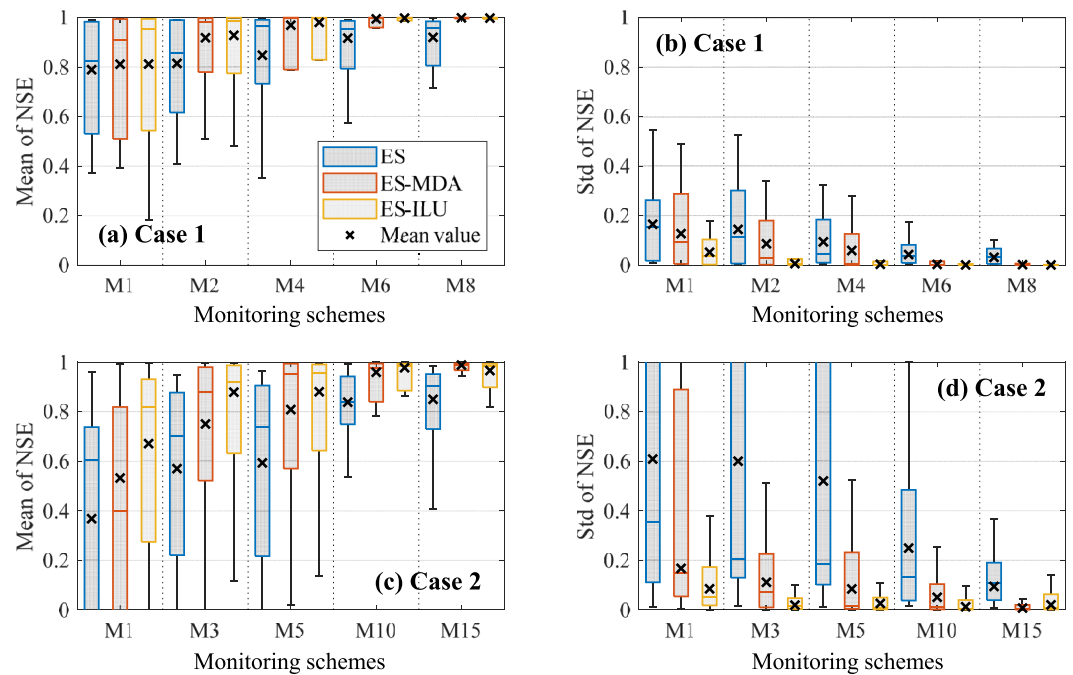 1
0.8
0.6
0.4
0.2
0
Mean of NSE
ES
ES-MDA
ES-ILU
Mean value
(a) Case 1
M1 M2 M4 M6 M8
Monitoring schemes
1
0.8
0.6
0.4
0.2
0
Std of NSE
(b) Case 1
M1 M2 M4 M6 M8
Monitoring schemes
1
0.8
0.6
0.4
0.2
0
Mean of NSE
(c) Case 2
M1 M3 M5 M10 M15
Monitoring schemes
1
0.8
0.6
0.4
0.2
0
Std of NSE
(d) Case 2
M1 M3 M5 M10 M15
Monitoring schemes